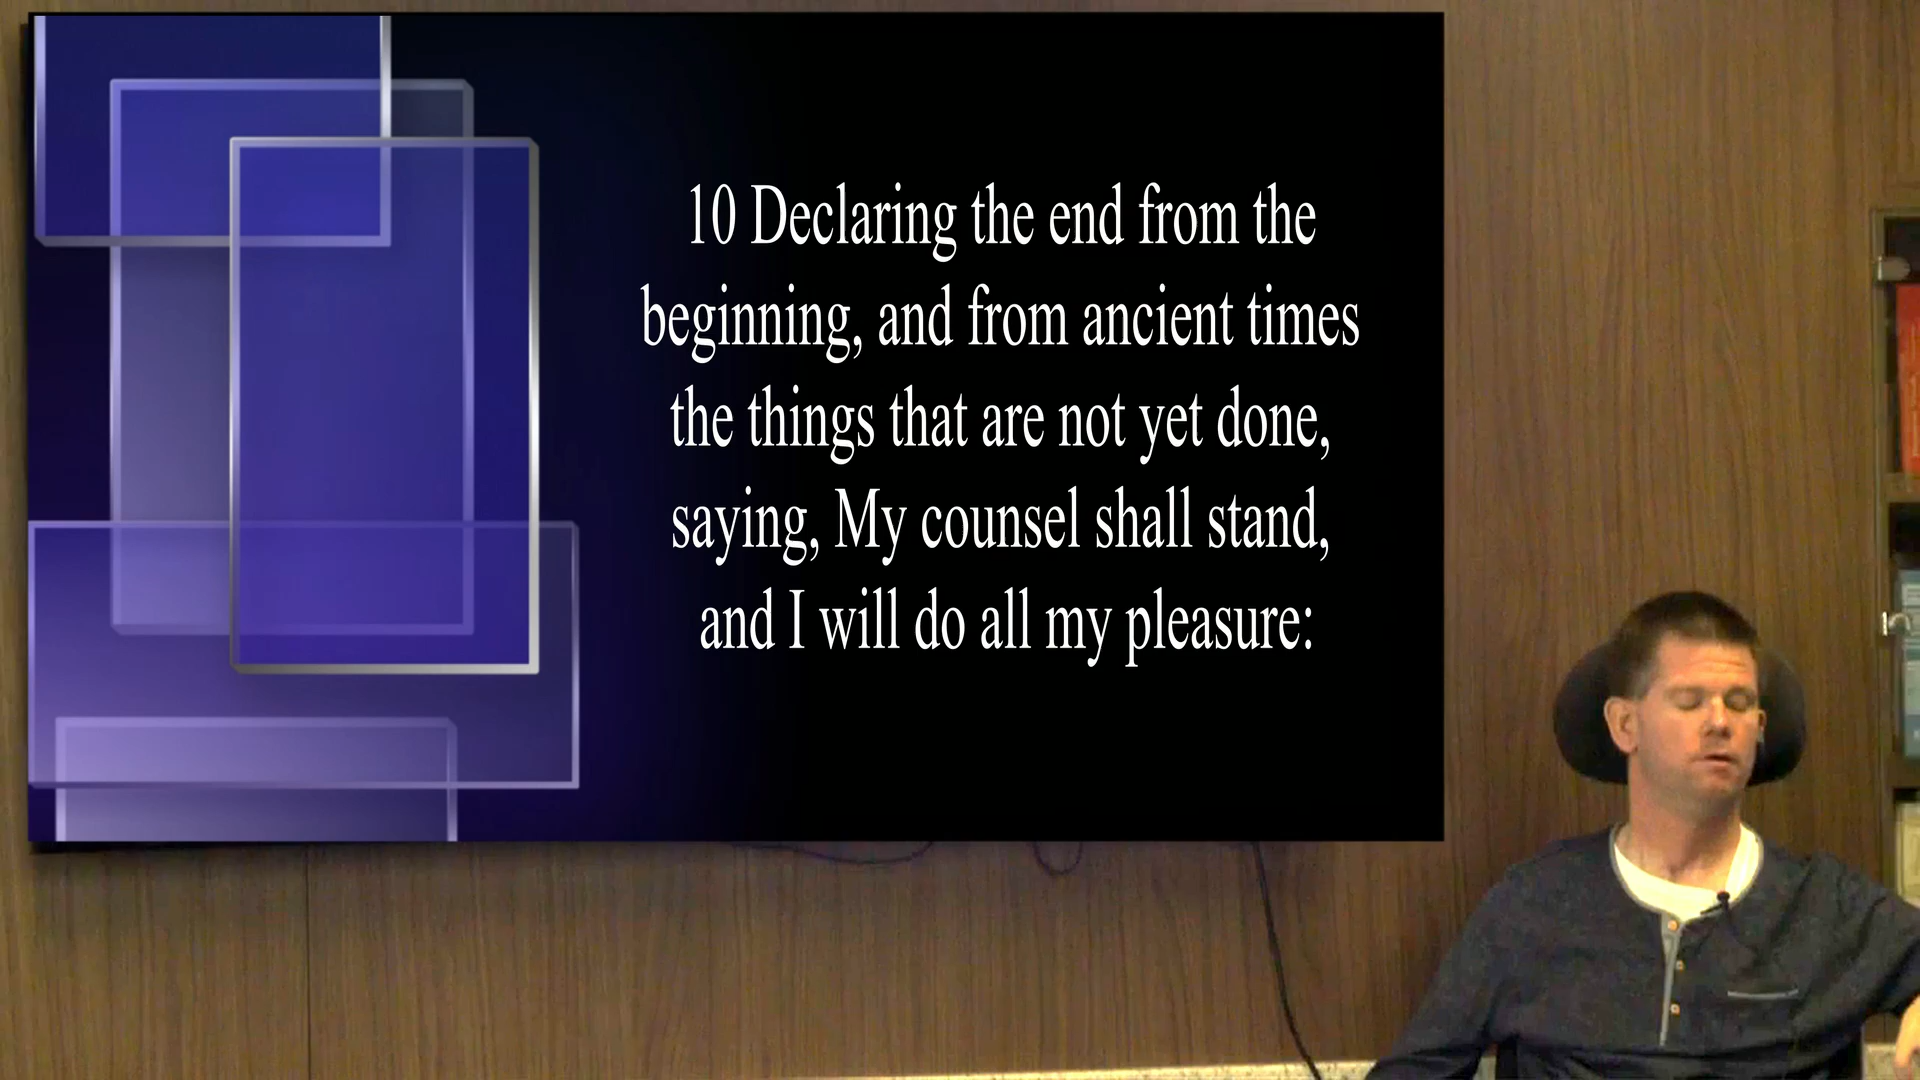 10 Declaring the end from the
beginning, and from ancient times
the things that are not yet done,
saying, My counsel shall stand,
and I will do all my pleasure: